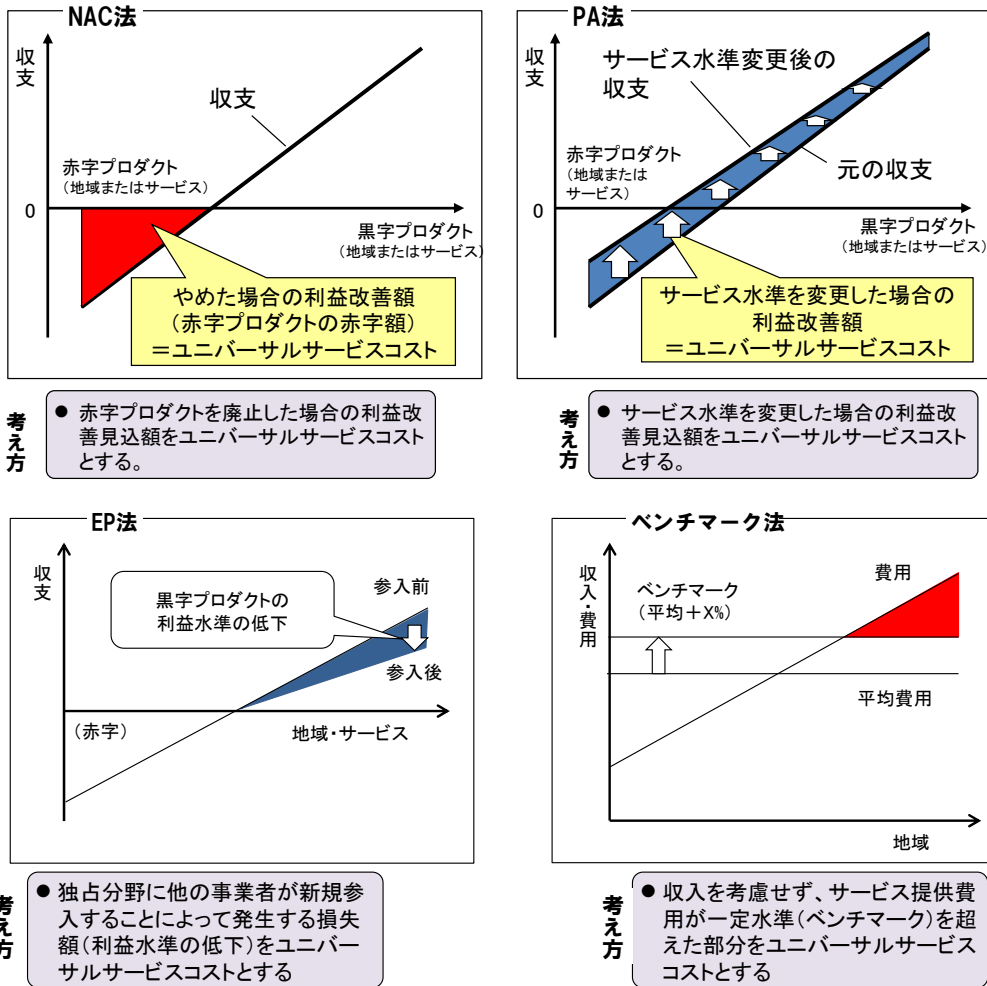 NAC法
収支
収支
赤字プロダクト
（地域またはサービス）
0
黒字プロダクト
（地域またはサービス）
やめた場合の利益改善額
（赤字プロダクトの赤字額）
＝ユニバーサルサービスコスト
考え方
● 赤字プロダクトを廃止した場合の利益改
善見込額をユニバーサルサービスコスト
とする。
PA法
収支
サービス水準変更後の
収支
赤字プロダクト
（地域または
サービス）
元の収支
0
黒字プロダクト
（地域またはサービス）
サービス水準を変更した場合の
利益改善額
＝ユニバーサルサービスコスト
考え方
● サービス水準を変更した場合の利益改
善見込額をユニバーサルサービスコスト
とする。
EP法
収支
黒字プロダクトの
利益水準の低下
参入前
参入後
（赤字）
地域・サービス
考え方
● 独占分野に他の事業者が新規参
入することによって発生する損失
額（利益水準の低下）をユニバー
サルサービスコストとする
ベンチマーク法
収入・費用
ベンチマーク
（平均＋X％）
費用
平均費用
地域
考え方
● 収入を考慮せず、サービス提供費
用が一定水準（ベンチマーク）を超
えた部分をユニバーサルサービス
コストとする